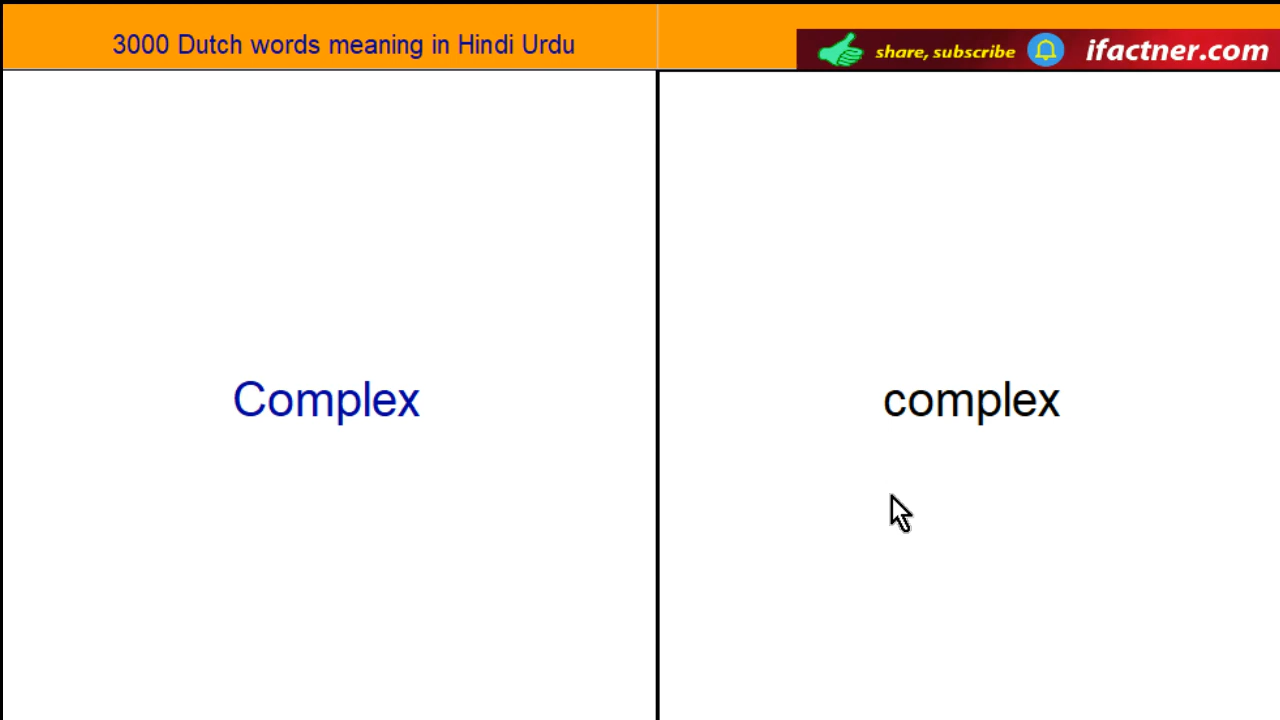 3000 Dutch words meaning in Hindi Urdu
share, subscribe
ifactner.com
Complex
complex